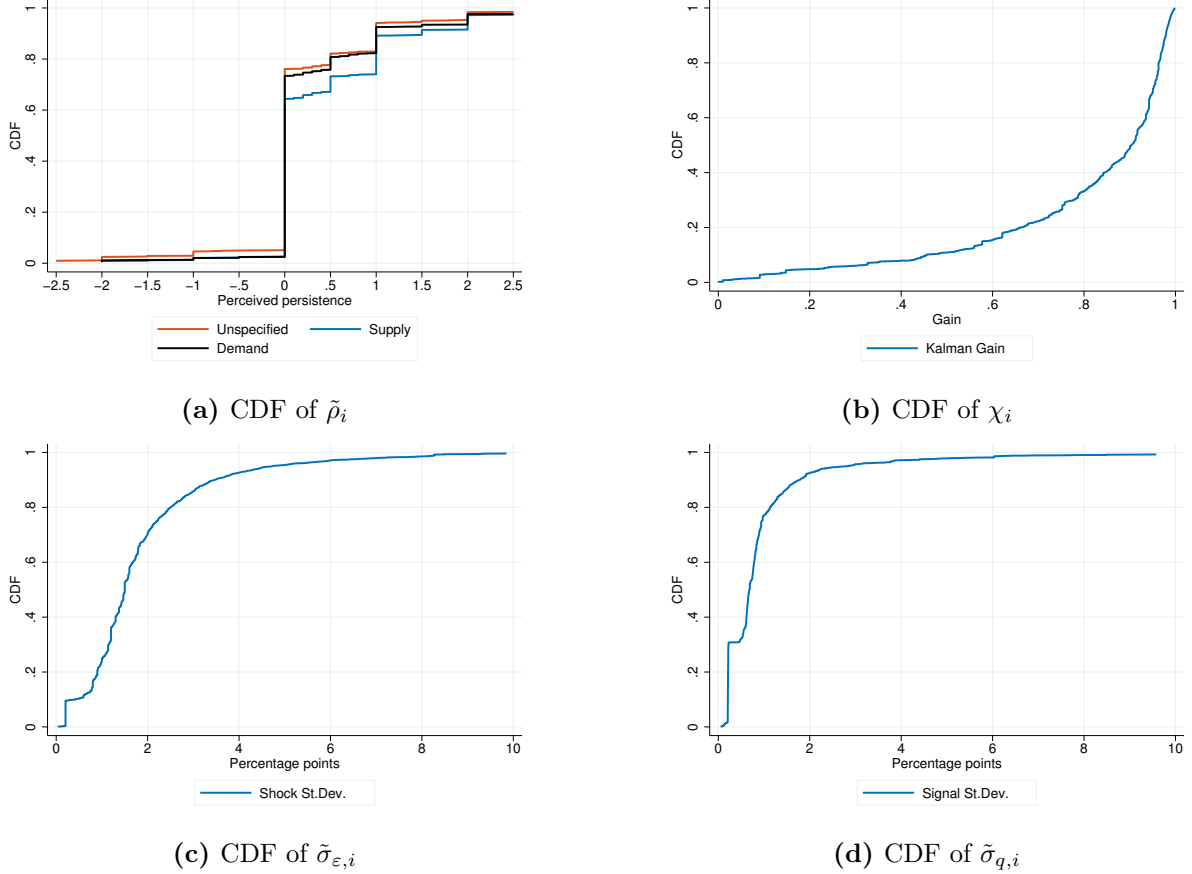 CDF
0 .2 .4 .6 .8 1
−2.5 −2 −1.5 −1 −.5 0 .5 1 1.5 2 2.5
Perceived persistence
Unspecified Supply
Demand
(a) CDF of ρ̃ᵢ
CDF
0 .2 .4 .6 .8 1
0 .2 .4 .6 .8 1
Gain
Kalman Gain
(b) CDF of χᵢ
CDF
0 .2 .4 .6 .8 1
0 2 4 6 8 10
Percentage points
Shock St.Dev.
(c) CDF of σ̃ε,i
CDF
0 .2 .4 .6 .8 1
0 2 4 6 8 10
Percentage points
Signal St.Dev.
(d) CDF of σ̃q,i